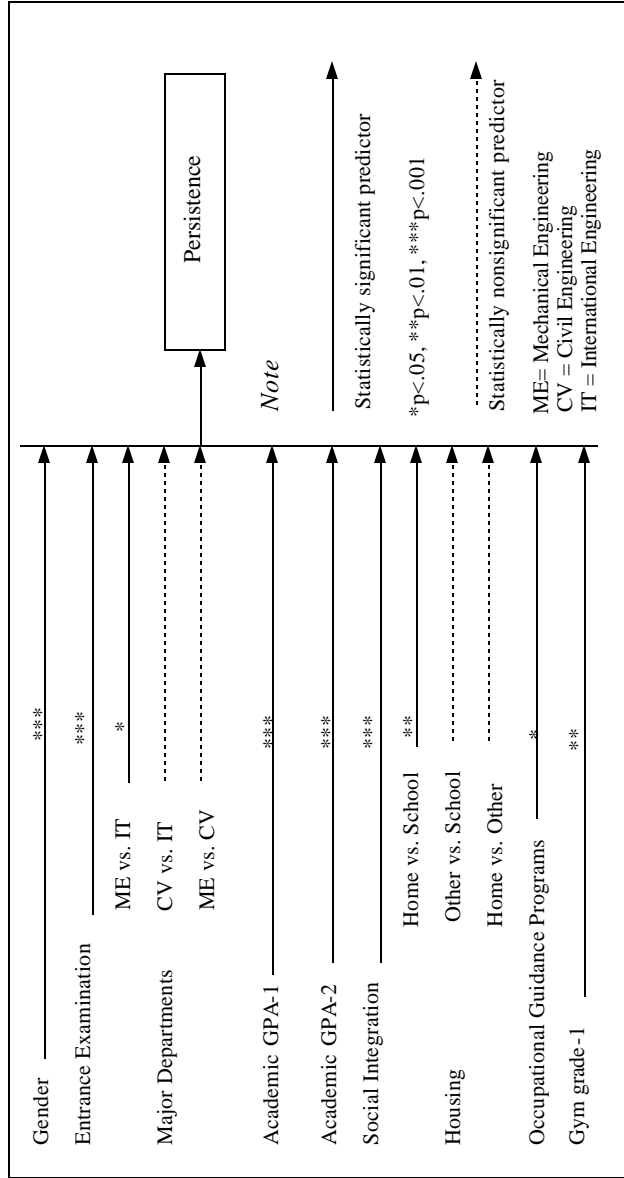 Gender
***
Entrance Examination
***
ME vs. IT
*
Major Departments
CV vs. IT
ME vs. CV
Academic GPA-1
***
Academic GPA-2
***
Social Integration
***
Home vs. School
**
Housing
Other vs. School
Home vs. Other
Occupational Guidance Programs
*
Gym grade-1
**
Persistence
Note
Statistically significant predictor
*p<.05, **p<.01, ***p<.001
Statistically nonsignificant predictor
ME= Mechanical Engineering
CV = Civil Engineering
IT = International Engineering